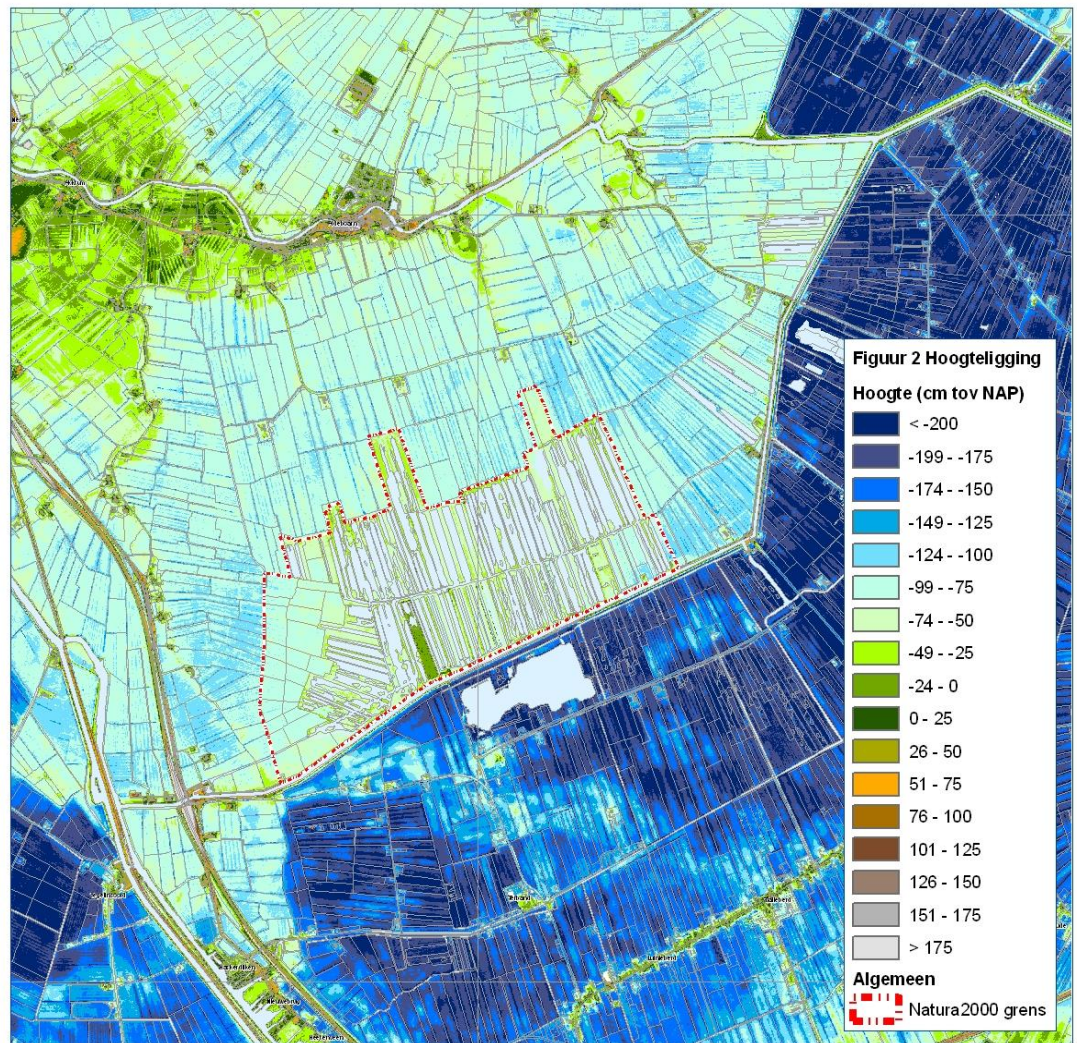 Figuur 2 Hoogteligging
Hoogte (cm tov NAP)
< -200
-199 - -175
-174 - -150
-149 - -125
-124 - -100
-99 - -75
-74 - -50
-49 - -25
-24 - 0
0 - 25
26 - 50
51 - 75
76 - 100
101 - 125
126 - 150
151 - 175
> 175
Algemeen
Natura2000 grens